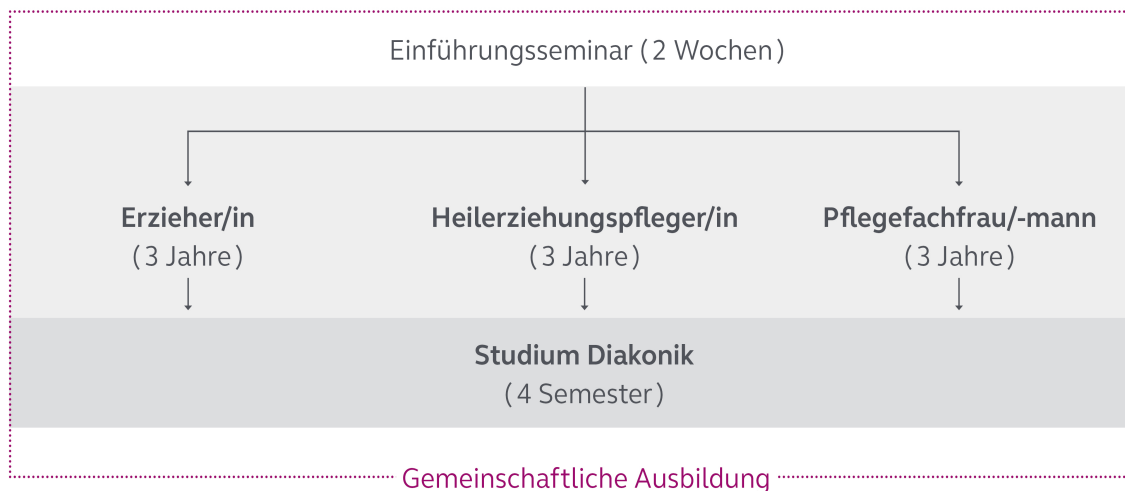 Einführungsseminar (2 Wochen)
Erzieher/in
(3 Jahre)
Heilerziehungspfleger/in
(3 Jahre)
Pflegefachfrau/-mann
(3 Jahre)
Studium Diakonik
(4 Semester)
Gemeinschaftliche Ausbildung